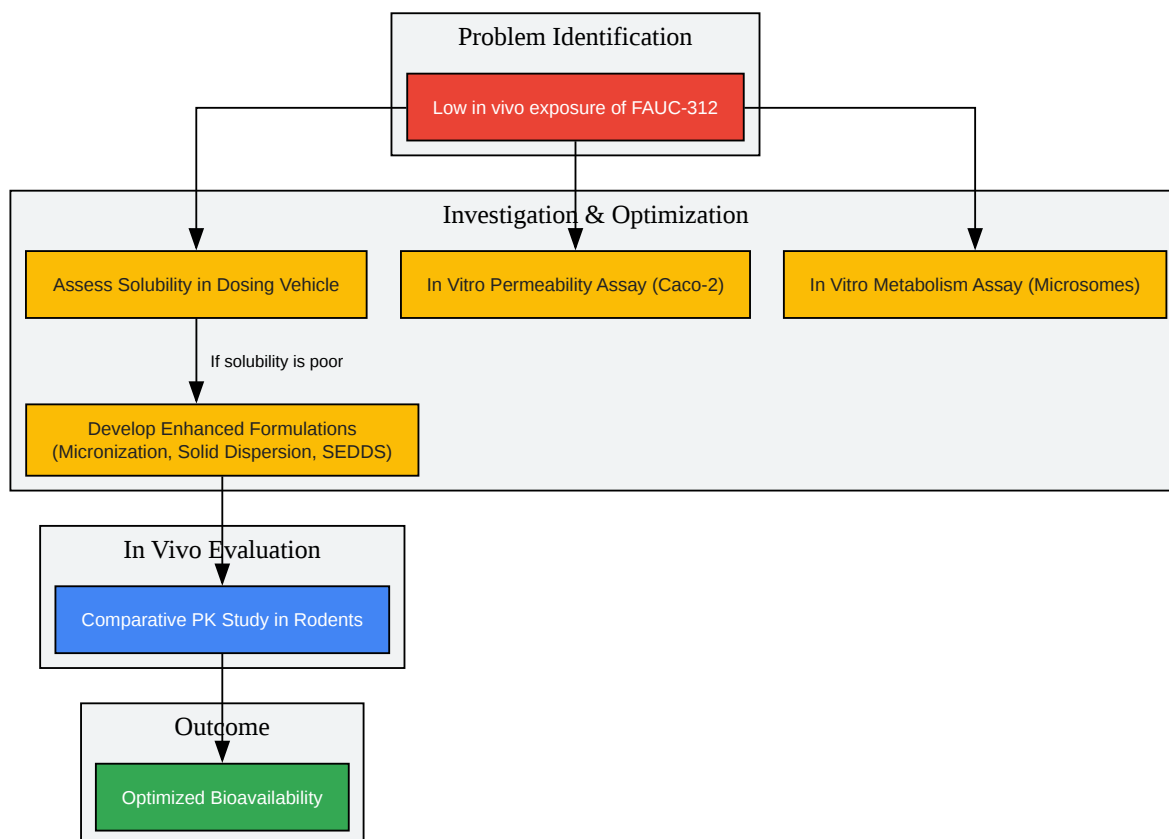 Problem Identification
Low in vivo exposure of FAUC-312
Investigation & Optimization
Assess Solubility in Dosing Vehicle
In Vitro Permeability Assay (Caco-2)
In Vitro Metabolism Assay (Microsomes)
If solubility is poor
Develop Enhanced Formulations
(Micronization, Solid Dispersion, SEDDS)
In Vivo Evaluation
Comparative PK Study in Rodents
Outcome
Optimized Bioavailability